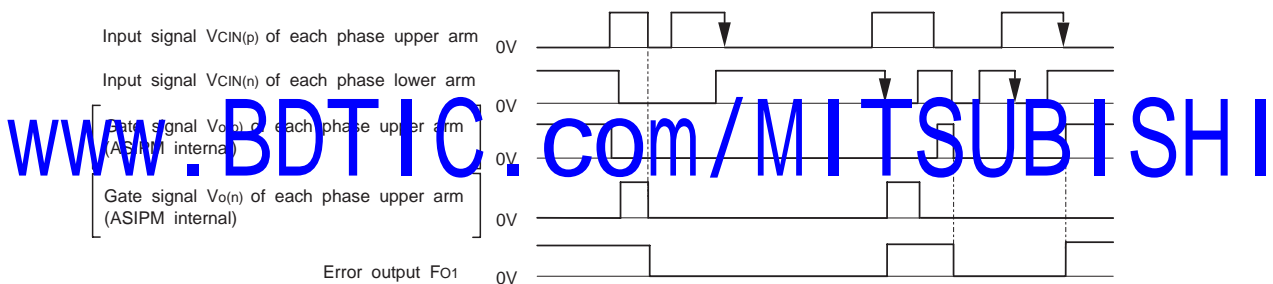 Input signal VCIN(p) of each phase upper arm
0V
Input signal VCIN(n) of each phase lower arm
0V
Gate signal Vo(p) of each phase upper arm
(ASIPM internal)
0V
www.BDTIC.com/MITSUBISHI
Gate signal Vo(n) of each phase upper arm
(ASIPM internal)
0V
Error output FO1
0V